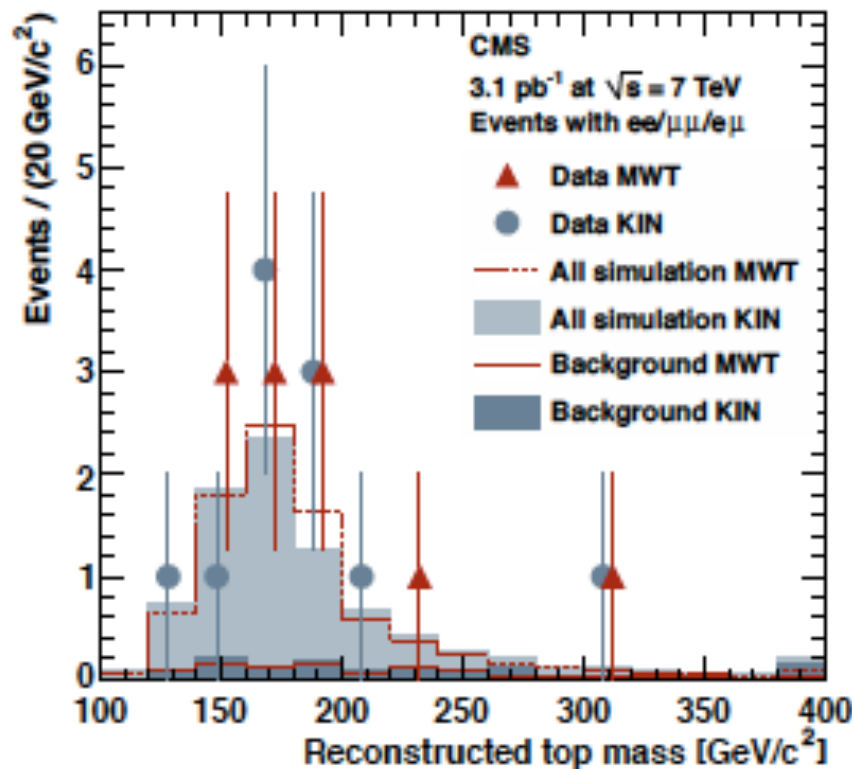 Events / (20 GeV/c²)
6
5
4
3
2
1
0
CMS
3.1 pb⁻¹ at √s = 7 TeV
Events with ee/μμ/eμ
Data MWT
Data KIN
All simulation MWT
All simulation KIN
Background MWT
Background KIN
100 150 200 250 300 350 400
Reconstructed top mass [GeV/c²]